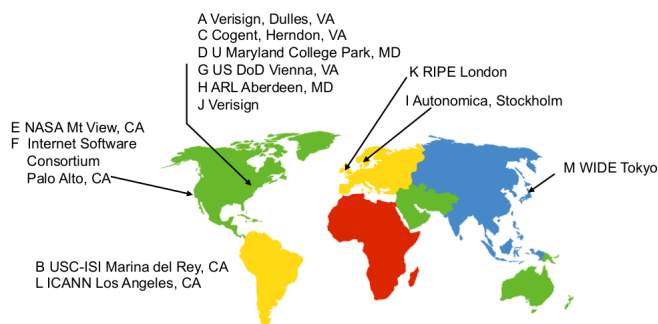 A Verisign, Dulles, VA
C Cogent, Herndon, VA
D U Maryland College Park, MD
G US DoD Vienna, VA
H ARL Aberdeen, MD
J Verisign
K RIPE London
I Autonomica, Stockholm
E NASA Mt View, CA
F Internet Software
Consortium
Palo Alto, CA
M WIDE Tokyo
B USC-ISI Marina del Rey, CA
L ICANN Los Angeles, CA